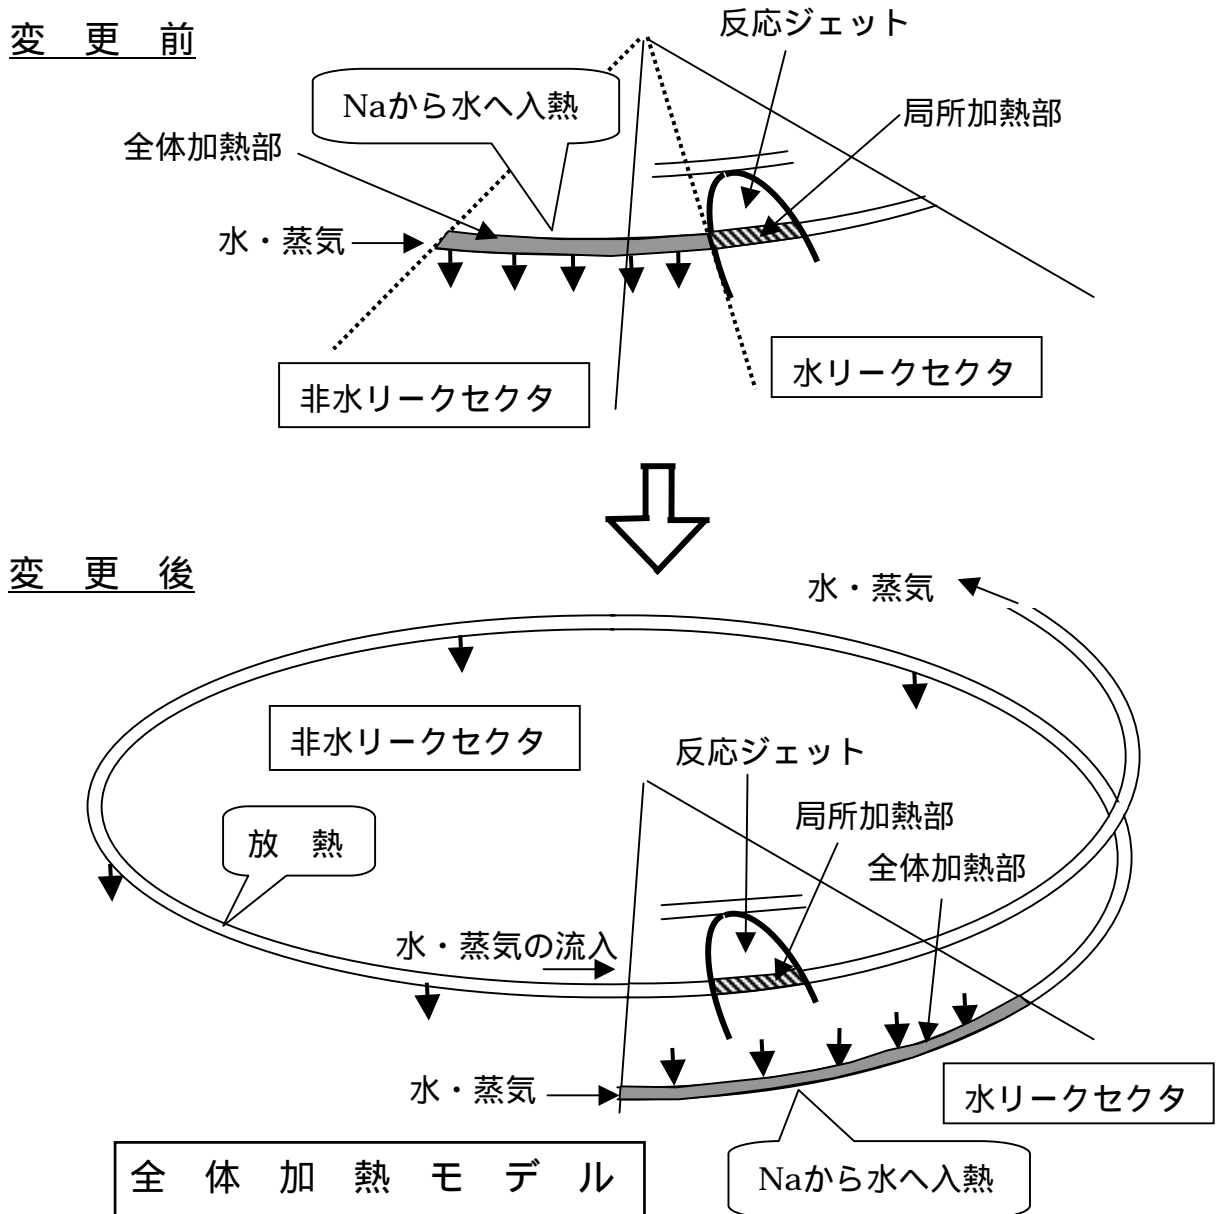 変 更 前
反応ジェット
Naから水へ入熱
局所加熱部
全体加熱部
水・蒸気
非水リークセクタ
水リークセクタ
変 更 後
水・蒸気
非水リークセクタ
反応ジェット
局所加熱部
放 熱
全体加熱部
水・蒸気の流入
水・蒸気
水リークセクタ
全 体 加 熱 モ デ ル
Naから水へ入熱